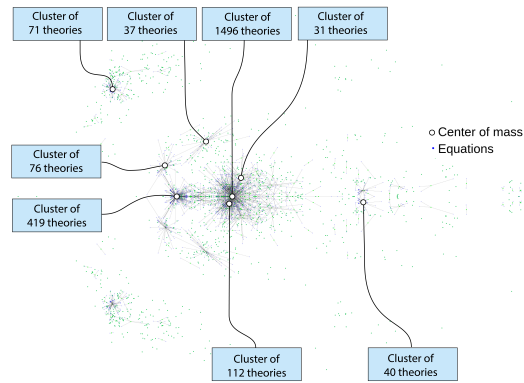 Cluster of
71 theories
Cluster of
37 theories
Cluster of
1496 theories
Cluster of
31 theories
Center of mass
Equations
Cluster of
76 theories
Cluster of
419 theories
Cluster of
112 theories
Cluster of
40 theories